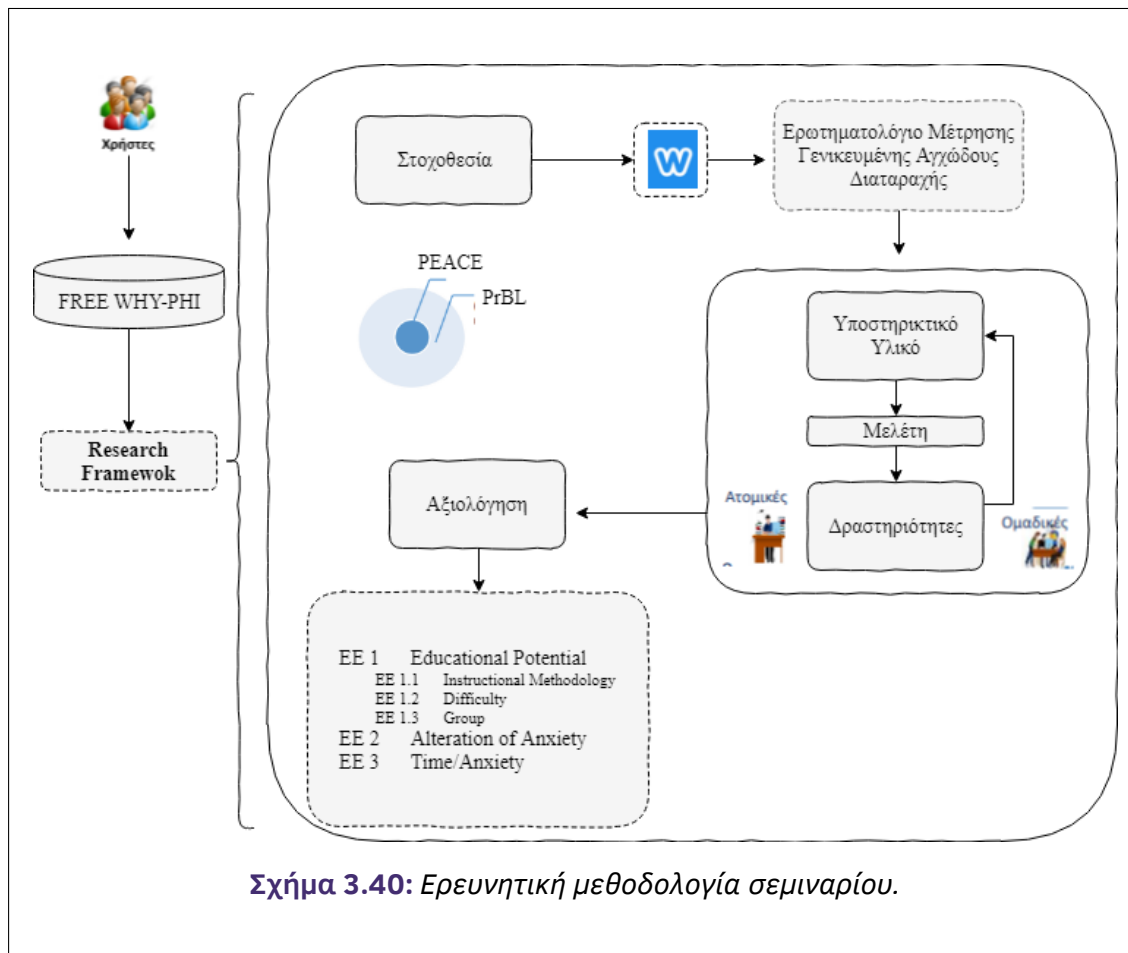 Χρήστες
FREE WHY-PHI
Research
Framewok
Στοχοθεσία
Ερωτηματολόγιο Μέτρησης
Γενικευμένης Αγχώδους
Διαταραχής
PEACE
PrBL
Υποστηρικτικό
Υλικό
Μελέτη
Ατομικές
Δραστηριότητες
Ομαδικές
Αξιολόγηση
EE 1 Educational Potential
EE 1.1 Instructional Methodology
EE 1.2 Difficulty
EE 1.3 Group
EE 2 Alteration of Anxiety
EE 3 Time/Anxiety
Σχήμα 3.40: Ερευνητική μεθοδολογία σεμιναρίου.